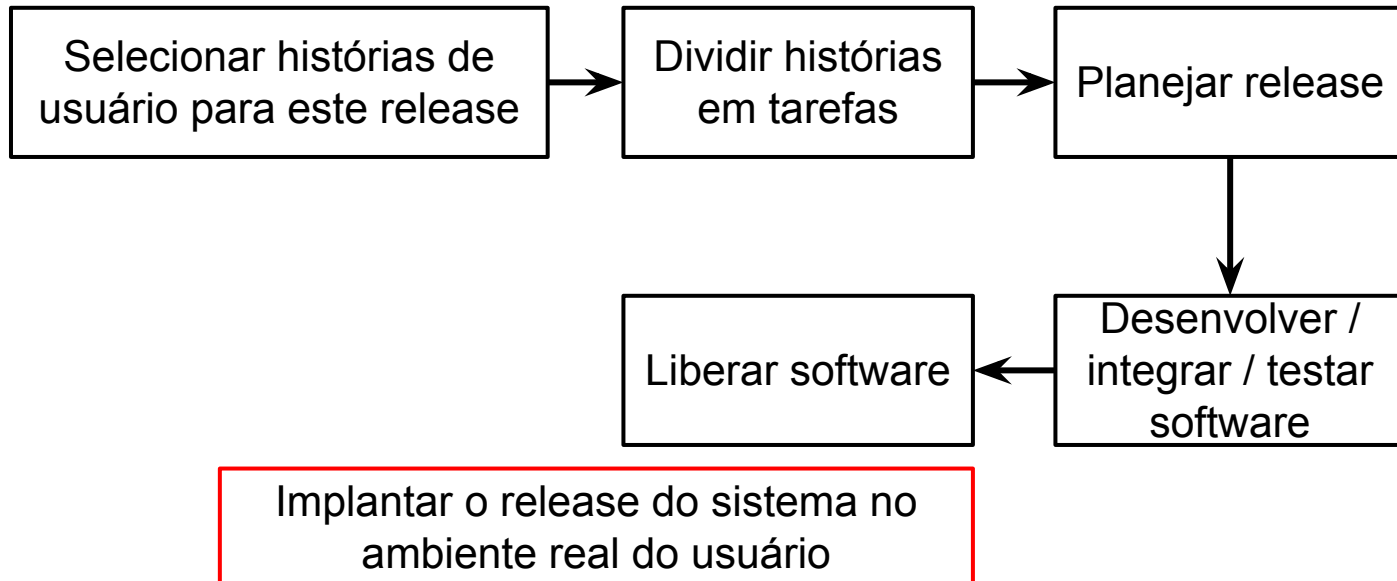 Selecionar histórias de
usuário para este release
Dividir histórias
em tarefas
Planejar release
Desenvolver /
integrar / testar
software
Liberar software
Implantar o release do sistema no
ambiente real do usuário